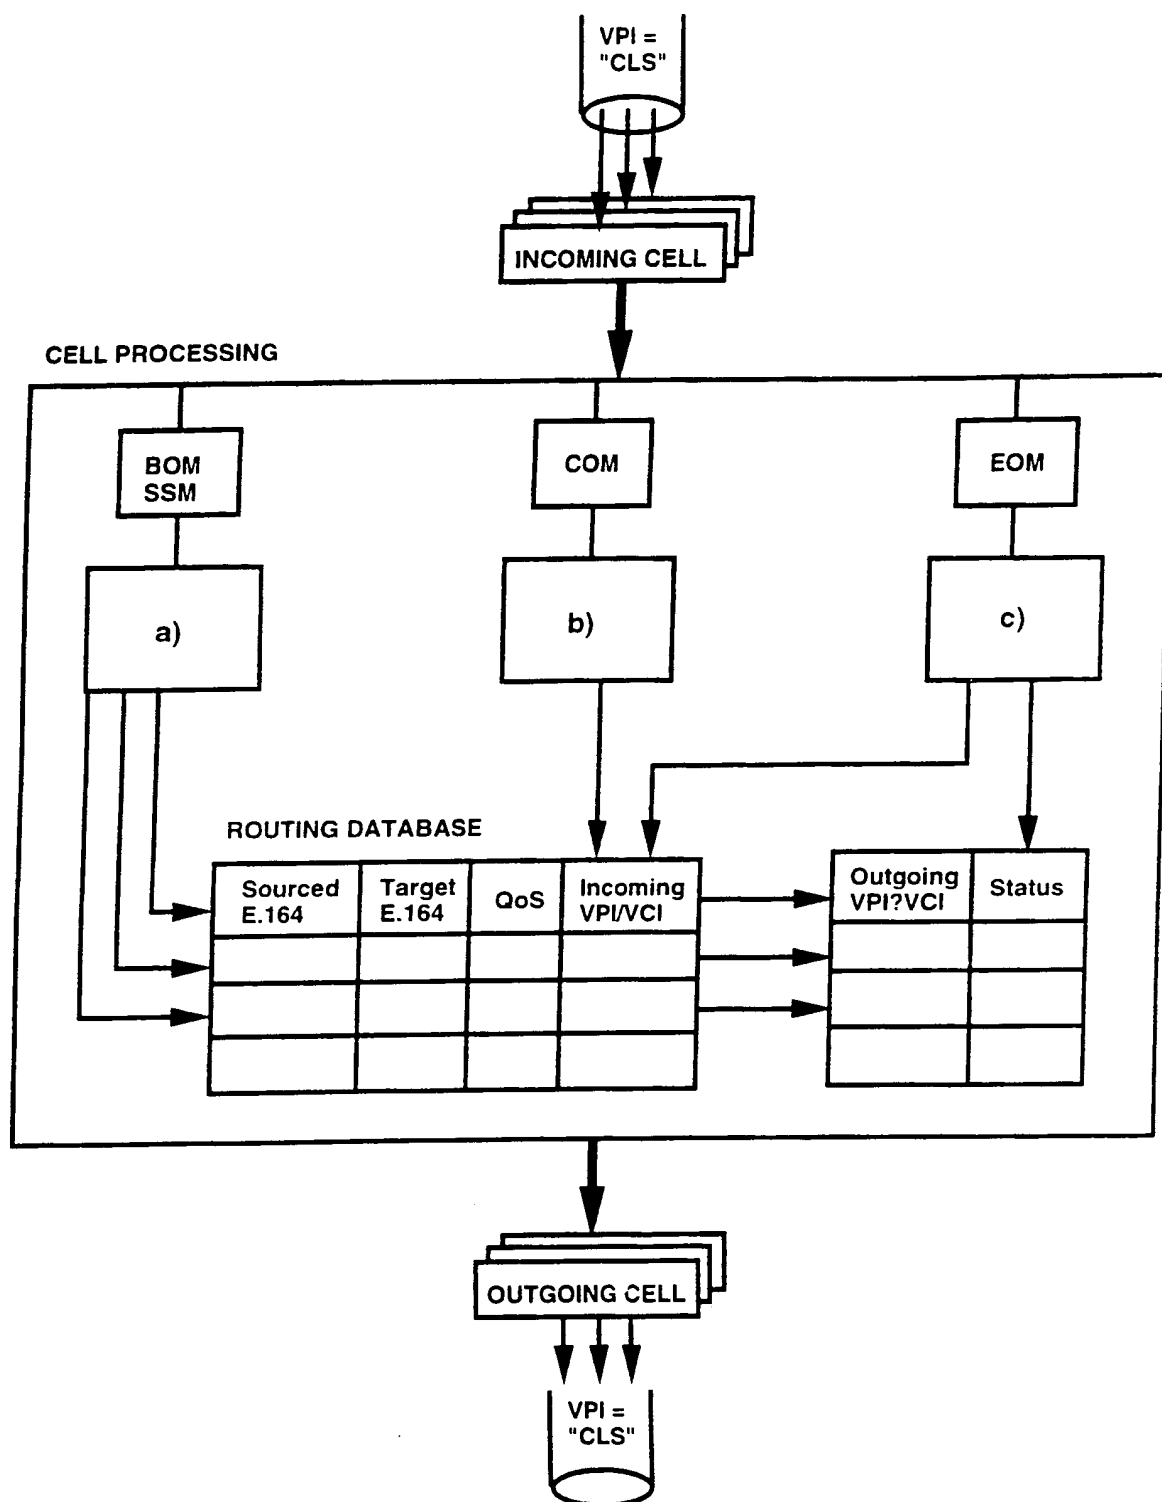 VPI =
"CLS"
INCOMING CELL
CELL PROCESSING
BOM
SSM
COM
EOM
a)
b)
c)
ROUTING DATABASE
Sourced
E.164
Target
E.164
QoS
Incoming
VPI/VCI
Outgoing
VPI?VCI
Status
OUTGOING CELL
VPI =
"CLS"